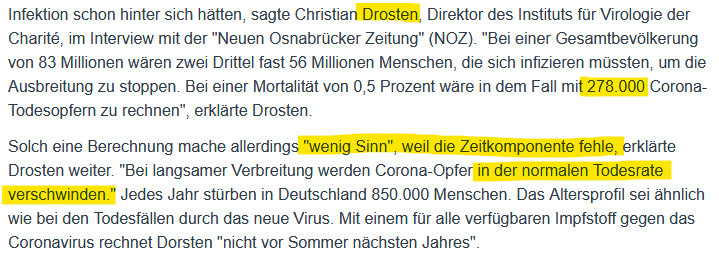 Infektion schon hinter sich hätten, sagte Christian Drosten, Direktor des Instituts für Virologie der
Charité, im Interview mit der "Neuen Osnabrücker Zeitung" (NOZ). "Bei einer Gesamtbevölkerung
von 83 Millionen wären zwei Drittel fast 56 Millionen Menschen, die sich infizieren müssten, um die
Ausbreitung zu stoppen. Bei einer Mortalität von 0,5 Prozent wäre in dem Fall mit 278.000 Corona-
Todesopfern zu rechnen", erklärte Drosten.
Solch eine Berechnung mache allerdings "wenig Sinn", weil die Zeitkomponente fehle, erklärte
Drosten weiter. "Bei langsamer Verbreitung werden Corona-Opfer in der normalen Todesrate
verschwinden." Jedes Jahr stürben in Deutschland 850.000 Menschen. Das Altersprofil sei ähnlich
wie bei den Todesfällen durch das neue Virus. Mit einem für alle verfügbaren Impfstoff gegen das
Coronavirus rechnet Dorsten "nicht vor Sommer nächsten Jahres".